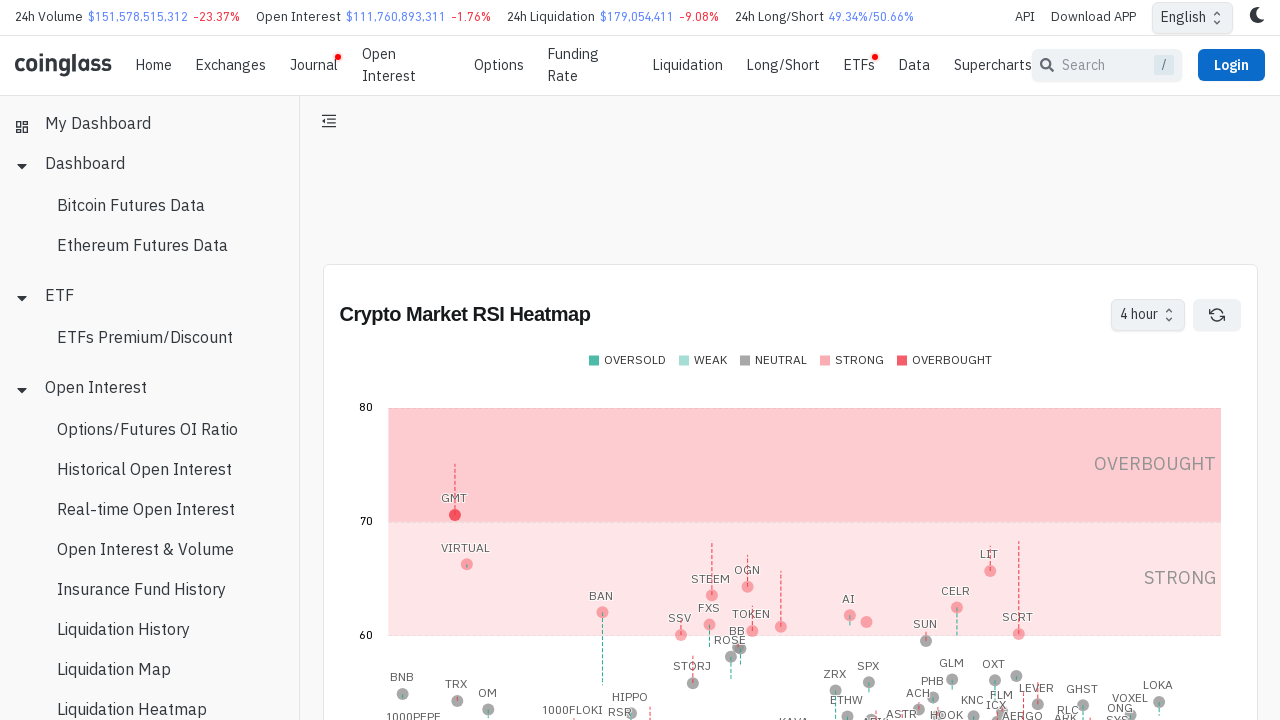 24h Volume $151,578,515,312 -23.37% Open Interest $111,760,893,311 -1.76% 24h Liquidation $179,054,411 -9.08% 24h Long/Short 49.34%/50.66% API Download APP English
coinglass Home Exchanges Journal Open Interest Options Funding Rate Liquidation Long/Short ETFs Data Supercharts Search / Login
My Dashboard
Dashboard
Bitcoin Futures Data
Ethereum Futures Data
ETF
ETFs Premium/Discount
Open Interest
Options/Futures OI Ratio
Historical Open Interest
Real-time Open Interest
Open Interest & Volume
Insurance Fund History
Liquidation History
Liquidation Map
Liquidation Heatmap
Crypto Market RSI Heatmap 4 hour
OVERSOLD WEAK NEUTRAL STRONG OVERBOUGHT
80
OVERBOUGHT
GMT
70
VIRTUAL LIT
OGN
STEEM STRONG
CELR
BAN AI
FXS
SSV TOKEN SCRT
SUN
BB
60
ROSE
STORJ SPX GLM OXT
BNB ZRX
TRX PHB LOKA
OM ACH LEVER GHST
HIPPO ETHW KNC FLM VOXEL
1000FLOKI RSR ICX RLC ONG
1000PEPE ASTR HOOK AERGO ARK SYS
KAVA